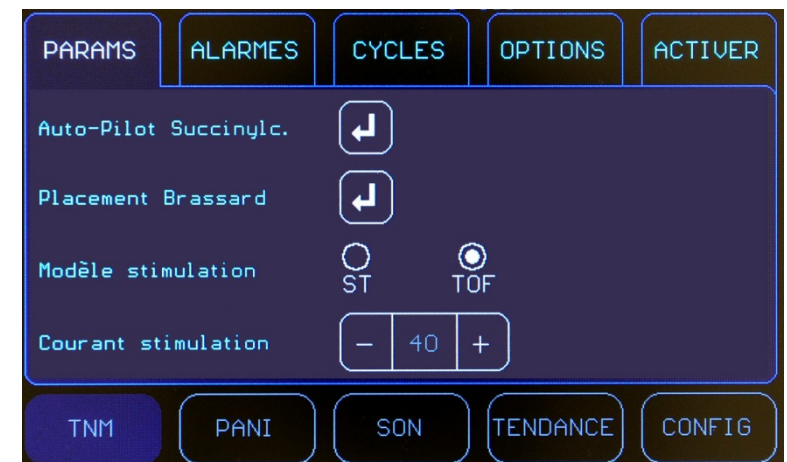 PARAMS ALARMES CYCLES OPTIONS ACTIVER
Auto-Pilot Succinylc.
Placement Brassard
Modèle stimulation ST TOF
Courant stimulation - 40 +
TNM PANI SON TENDANCE CONFIG